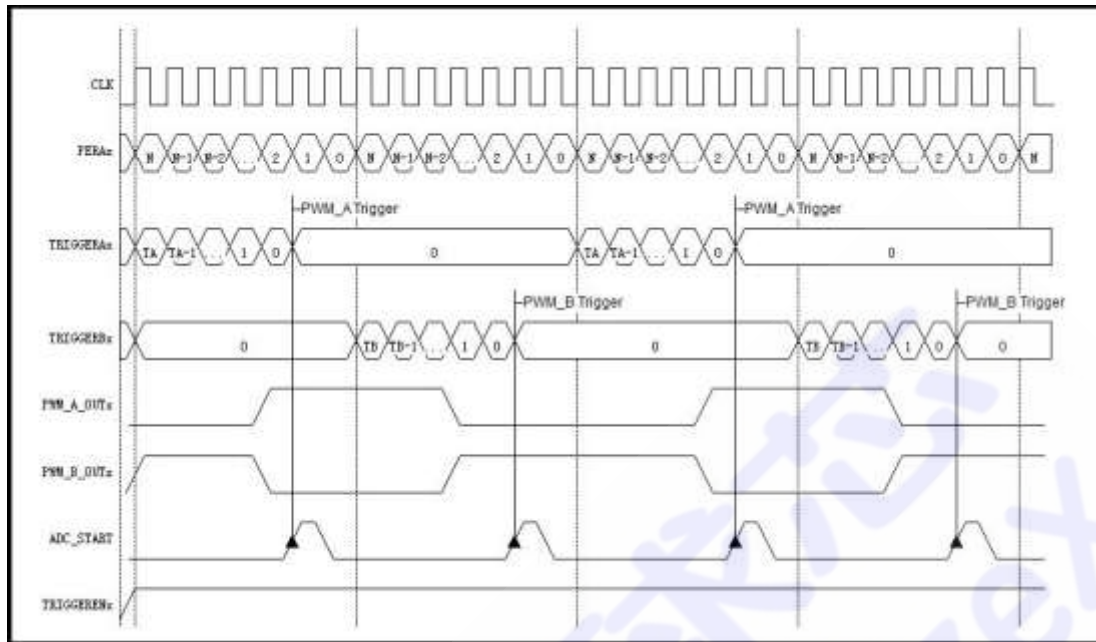 CLK
PERAx N N-1 N-2 ... 2 1 0 N N-1 N-2 ... 2 1 0 N N-1 N-2 ... 2 1 0 N N-1 N-2 ... 2 1 0 N
PWM_A Trigger PWM_A Trigger
TRIGGERAx TA TA-1 ... 1 0 0 TA TA-1 ... 1 0 0
PWM_B Trigger PWM_B Trigger
TRIGGERBx 0 TB TB-1 ... 1 0 0 TB TB-1 ... 1 0 0
PWM_A_OUTx
PWM_B_OUTx
ADC_START
TRIGGERENx